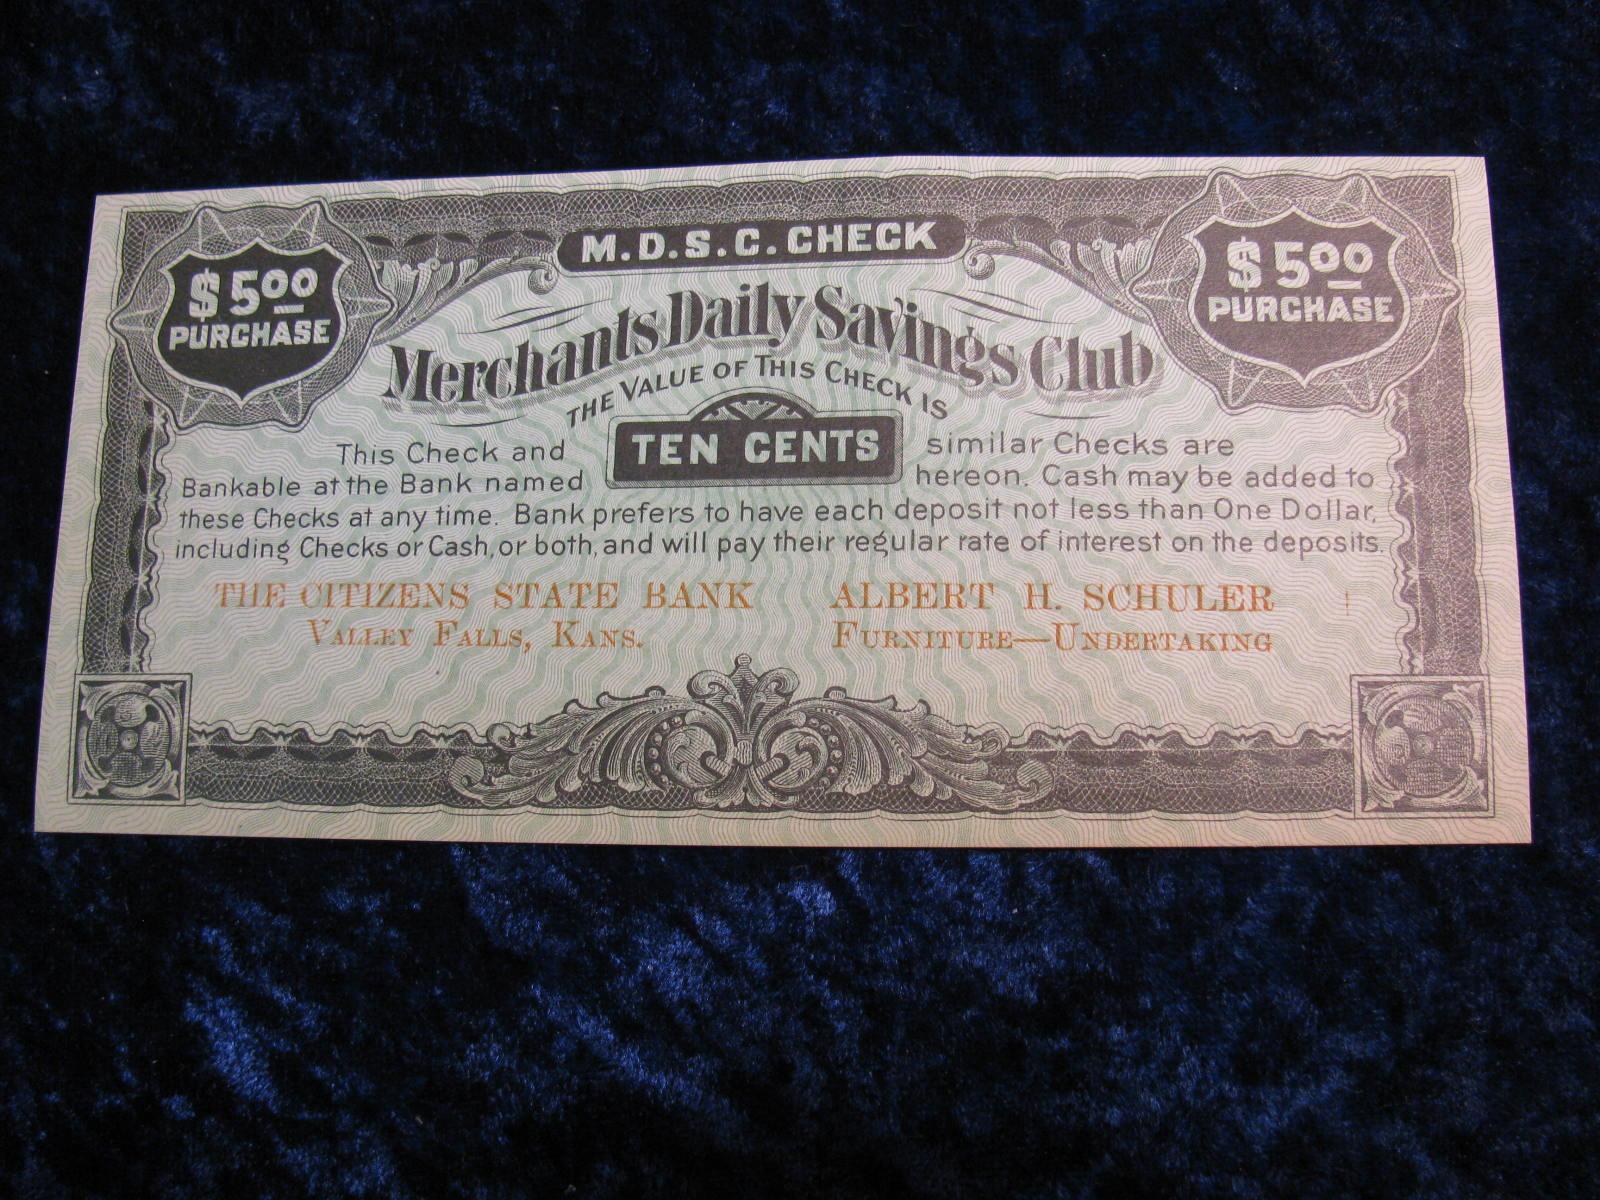 M.D.S.C. CHECK
$5.00 PURCHASE
$5.00 PURCHASE
Merchants Daily Savings Club
THE VALUE OF THIS CHECK IS
TEN CENTS
This Check and similar Checks are
Bankable at the Bank named hereon. Cash may be added to
these Checks at any time. Bank prefers to have each deposit not less than One Dollar,
including Checks or Cash, or both, and will pay their regular rate of interest on the deposits.
THE CITIZENS STATE BANK
VALLEY FALLS, KANS.
ALBERT H. SCHULER
FURNITURE—UNDERTAKING